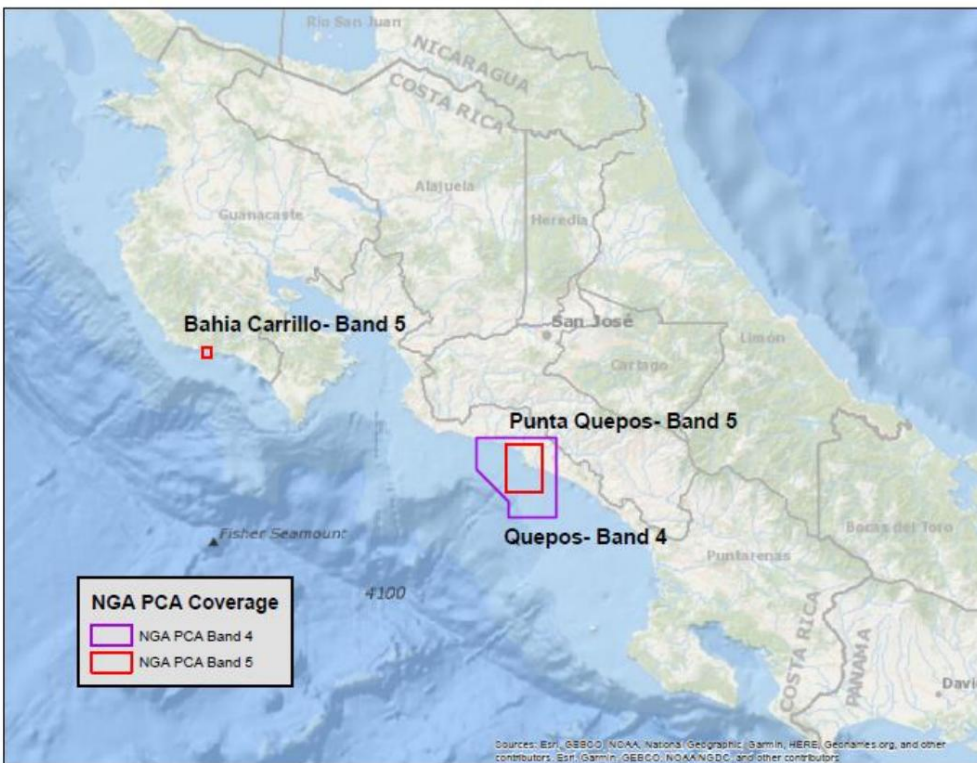 Río San Juan
NICARAGUA
COSTA RICA
Alajuela
Guanacaste
Heredia
Bahia Carrillo- Band 5
San José
Limón
Cartago
Punta Quepos- Band 5
Fisher Seamount
Quepos- Band 4
Bocas del Toro
Puntarenas
4100
NGA PCA Coverage
NGA PCA Band 4
NGA PCA Band 5
COSTA RICA
PANAMA
Davi
Sources: Esri, GEBCO, NOAA, National Geographic, Garmin, HERE, Geonames.org, and other
contributors, Esri, Garmin, GEBCO, NOAA NGDC, and other contributors